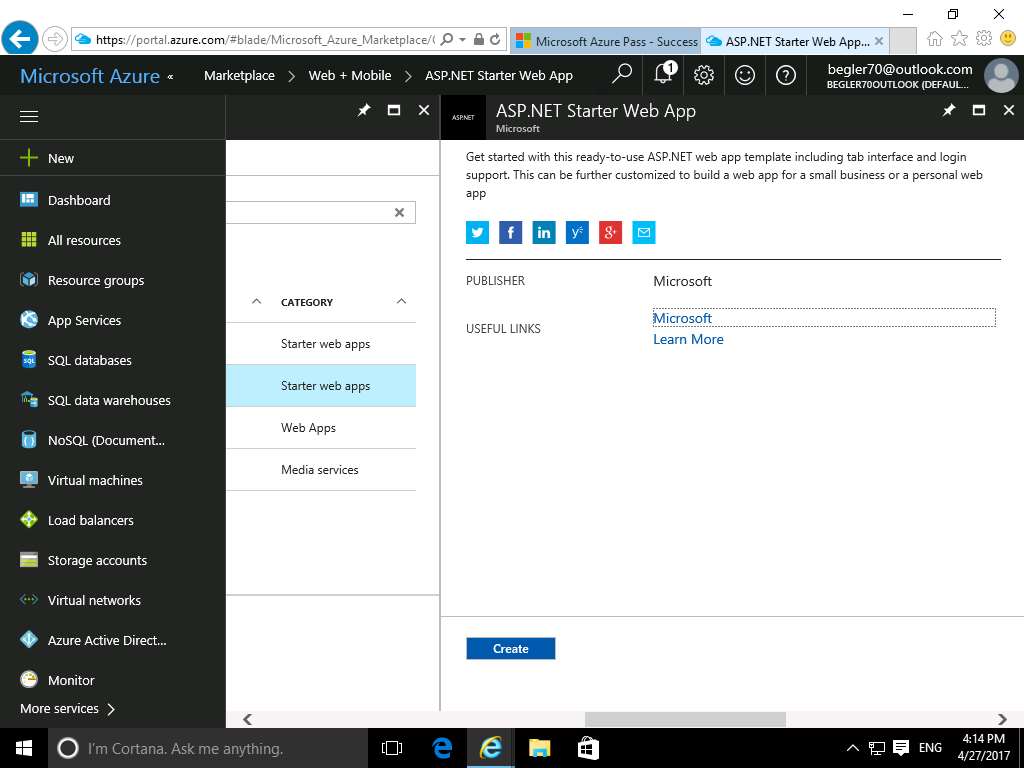 https://portal.azure.com/#blade/Microsoft_Azure_Marketplace/
Microsoft Azure Pass - Success
ASP.NET Starter Web App...
Microsoft Azure
Marketplace
Web + Mobile
ASP.NET Starter Web App
1
begler70@outlook.com
BEGLER70OUTLOOK (DEFAUL...
ASP.NET
ASP.NET Starter Web App
Microsoft
New
Dashboard
All resources
Resource groups
App Services
SQL databases
SQL data warehouses
NoSQL (Document...
Virtual machines
Load balancers
Storage accounts
Virtual networks
Azure Active Direct...
Monitor
More services
CATEGORY
Starter web apps
Starter web apps
Web Apps
Media services
Get started with this ready-to-use ASP.NET web app template including tab interface and login
support. This can be further customized to build a web app for a small business or a personal web
app
PUBLISHER
Microsoft
USEFUL LINKS
Microsoft
Learn More
Create
I'm Cortana. Ask me anything.
ENG
4:14 PM
4/27/2017